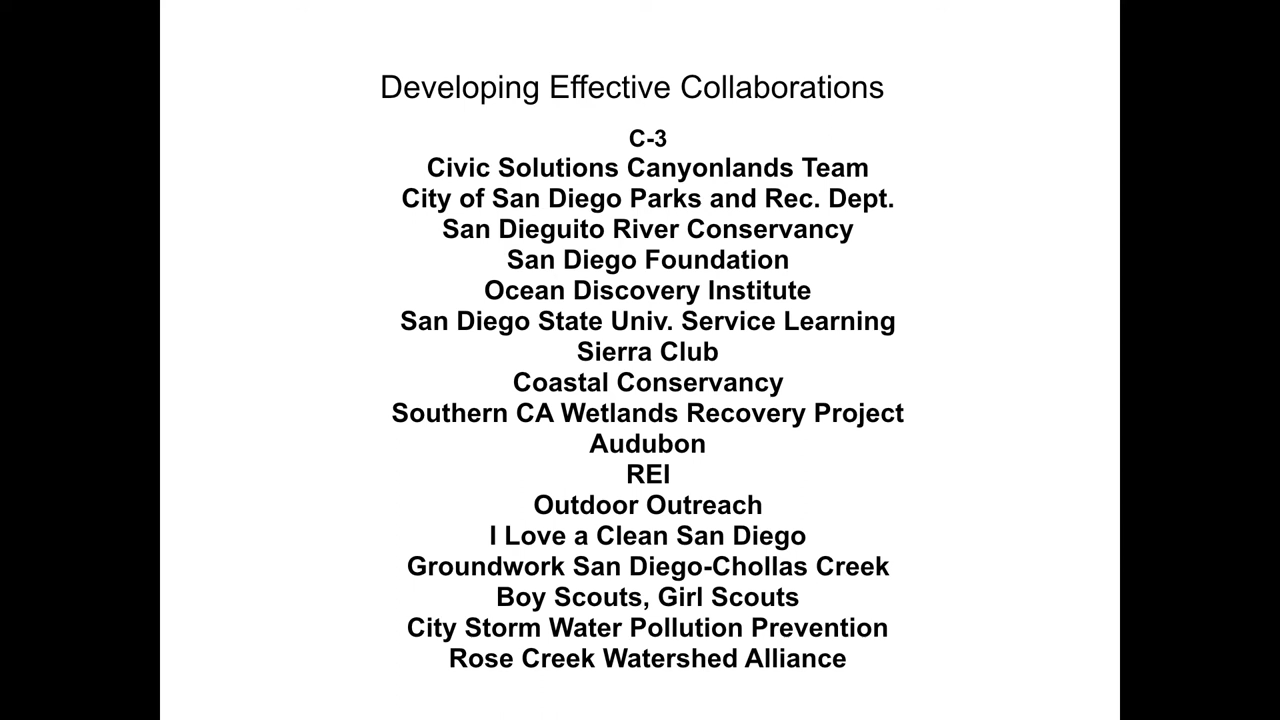 Developing Effective Collaborations
C-3
Civic Solutions Canyonlands Team
City of San Diego Parks and Rec. Dept.
San Dieguito River Conservancy
San Diego Foundation
Ocean Discovery Institute
San Diego State Univ. Service Learning
Sierra Club
Coastal Conservancy
Southern CA Wetlands Recovery Project
Audubon
REI
Outdoor Outreach
I Love a Clean San Diego
Groundwork San Diego-Chollas Creek
Boy Scouts, Girl Scouts
City Storm Water Pollution Prevention
Rose Creek Watershed Alliance